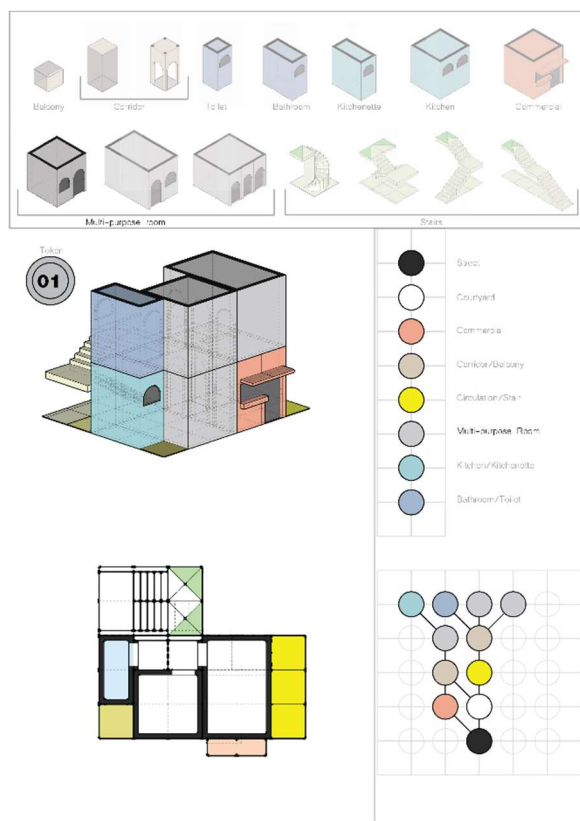 Balcony Corridor Toilet Bathroom Kitchenette Kitchen Commercial
Multi-purpose room Stairs
Token
01
Street
Courtyard
Commercial
Corridor/Balcony
Circulation/Stair
Multi-purpose Room
Kitchen/Kitchenette
Bathroom/Toilet